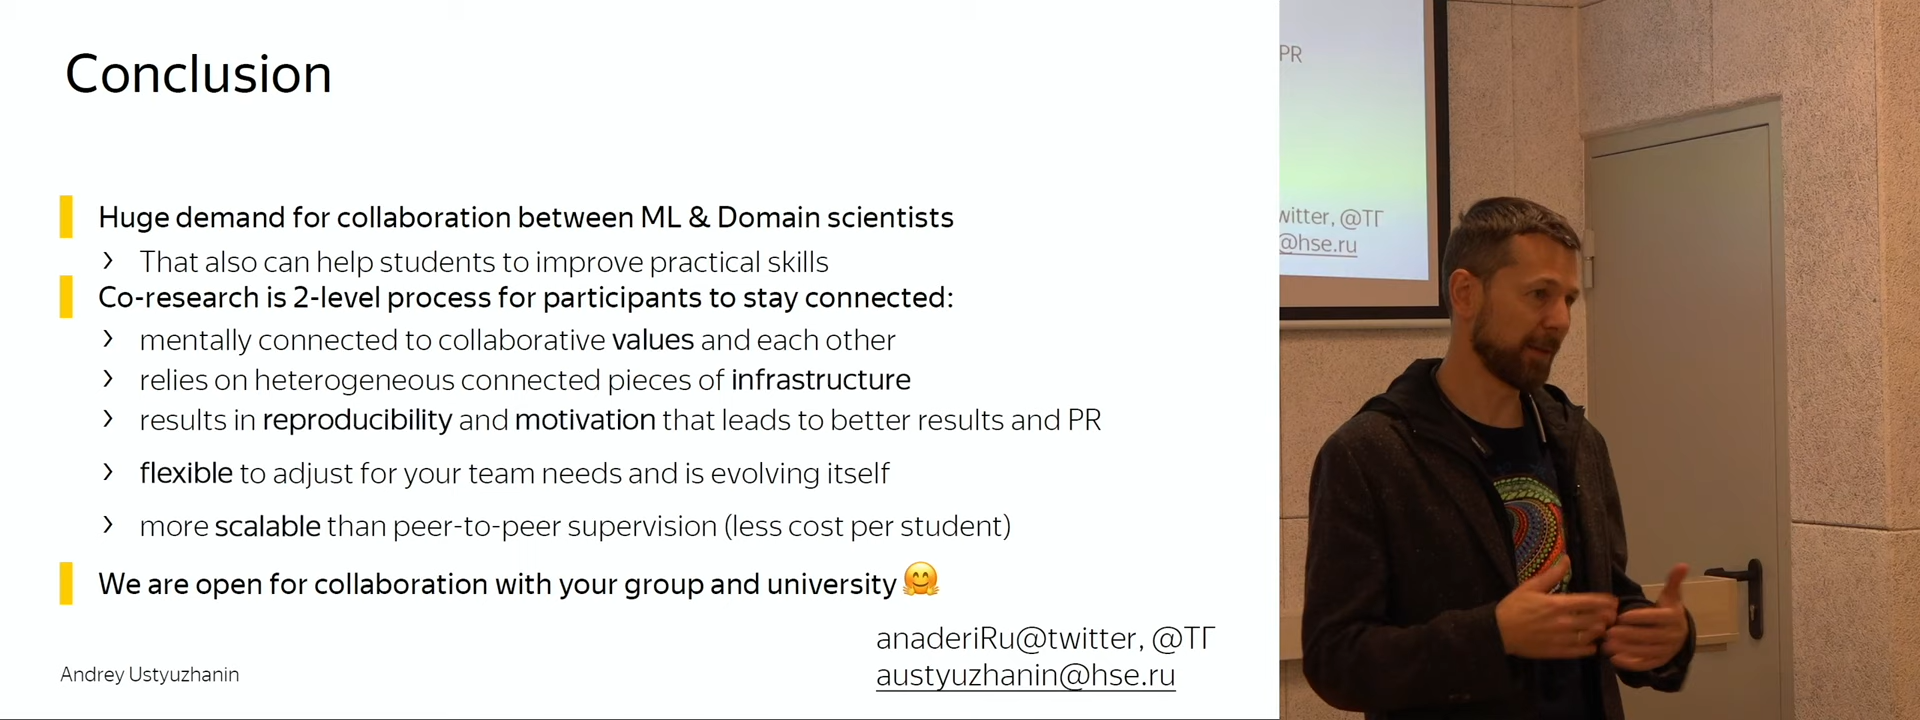 Conclusion
Huge demand for collaboration between ML & Domain scientists
› That also can help students to improve practical skills
Co-research is 2-level process for participants to stay connected:
› mentally connected to collaborative values and each other
› relies on heterogeneous connected pieces of infrastructure
› results in reproducibility and motivation that leads to better results and PR
› flexible to adjust for your team needs and is evolving itself
› more scalable than peer-to-peer supervision (less cost per student)
We are open for collaboration with your group and university 🤗
anaderiRu@twitter, @ТГ
austyuzhanin@hse.ru
Andrey Ustyuzhanin
PR
witter, @ТГ
@hse.ru